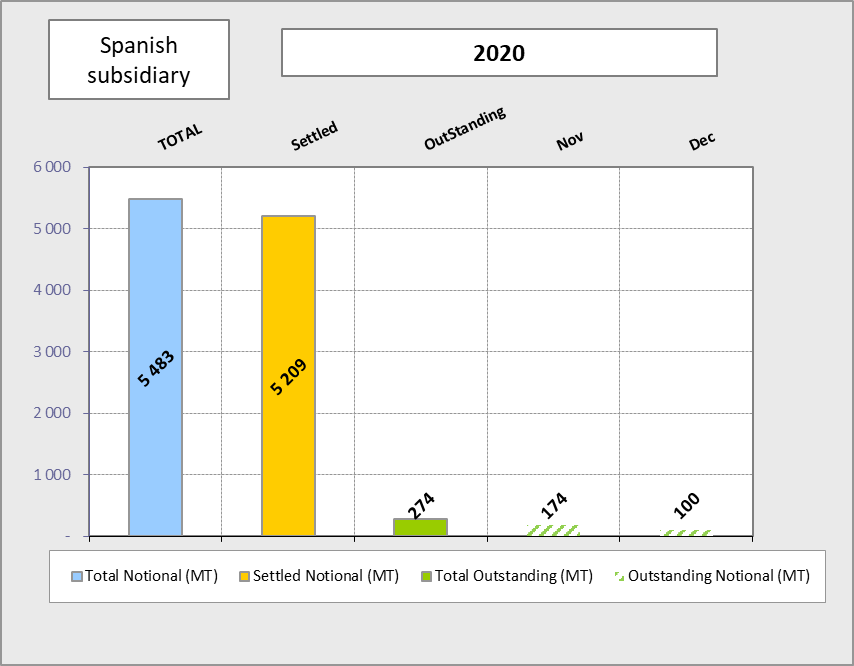 Spanish
subsidiary
2020
TOTAL
Settled
OutStanding
Nov
Dec
6 000
5 000
4 000
3 000
2 000
1 000
-
5 483
5 209
274
174
100
Total Notional (MT)
Settled Notional (MT)
Total Outstanding (MT)
Outstanding Notional (MT)